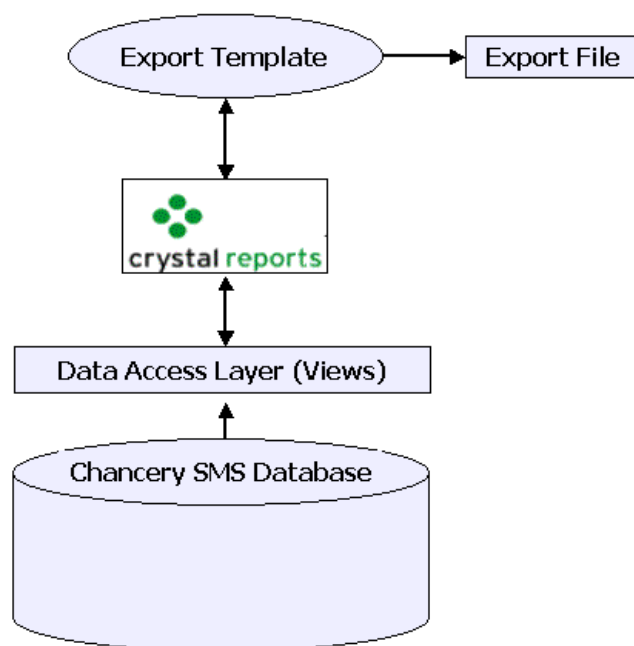 Export Template
Export File
crystal reports
Data Access Layer (Views)
Chancery SMS Database